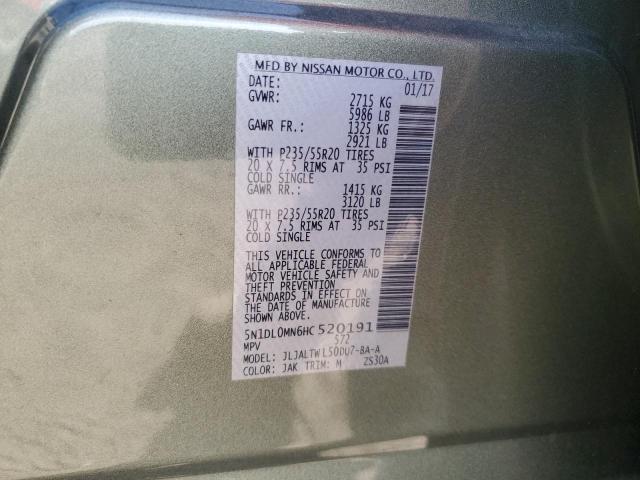 MFD BY NISSAN MOTOR CO., LTD.
DATE: 01/17
GVWR: 2715 KG
5986 LB
GAWR FR.: 1325 KG
2921 LB
WITH P235/55R20 TIRES
20 X 7.5 RIMS AT 35 PSI
COLD SINGLE
GAWR RR.: 1415 KG
3120 LB
WITH P235/55R20 TIRES
20 X 7.5 RIMS AT 35 PSI
COLD SINGLE
THIS VEHICLE CONFORMS TO
ALL APPLICABLE FEDERAL
MOTOR VEHICLE SAFETY AND
THEFT PREVENTION
STANDARDS IN EFFECT ON
THE DATE OF MANUFACTURE
SHOWN ABOVE.
5N1DL0MN6HC520191
MPV 572
MODEL: JLJALTWL50DU7-BA-A
COLOR: JAK TRIM: M ZS30A